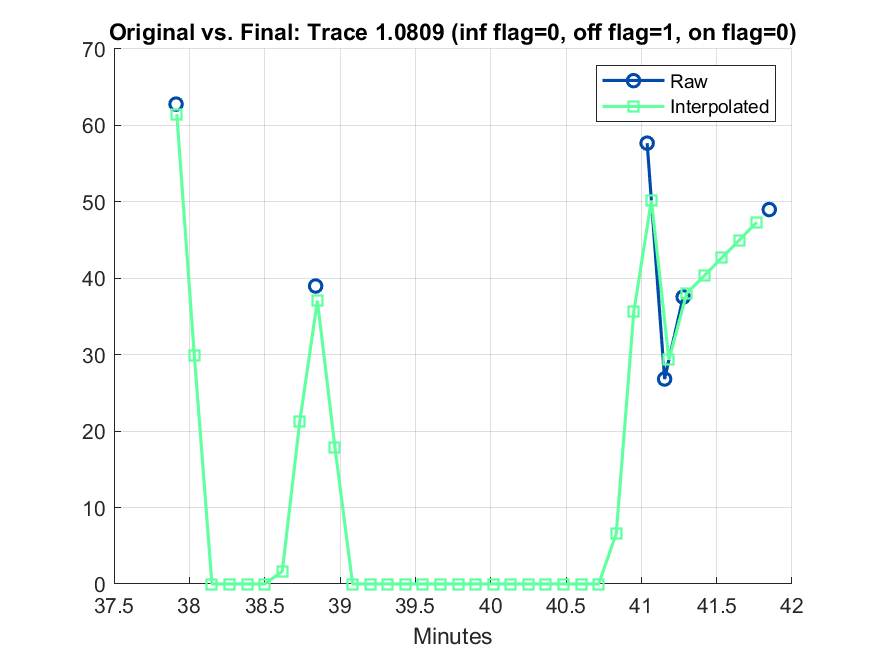 Original vs. Final: Trace 1.0809 (inf flag=0, off flag=1, on flag=0)
70
60
50
40
30
20
10
0
Raw
Interpolated
37.5 38 38.5 39 39.5 40 40.5 41 41.5 42
Minutes